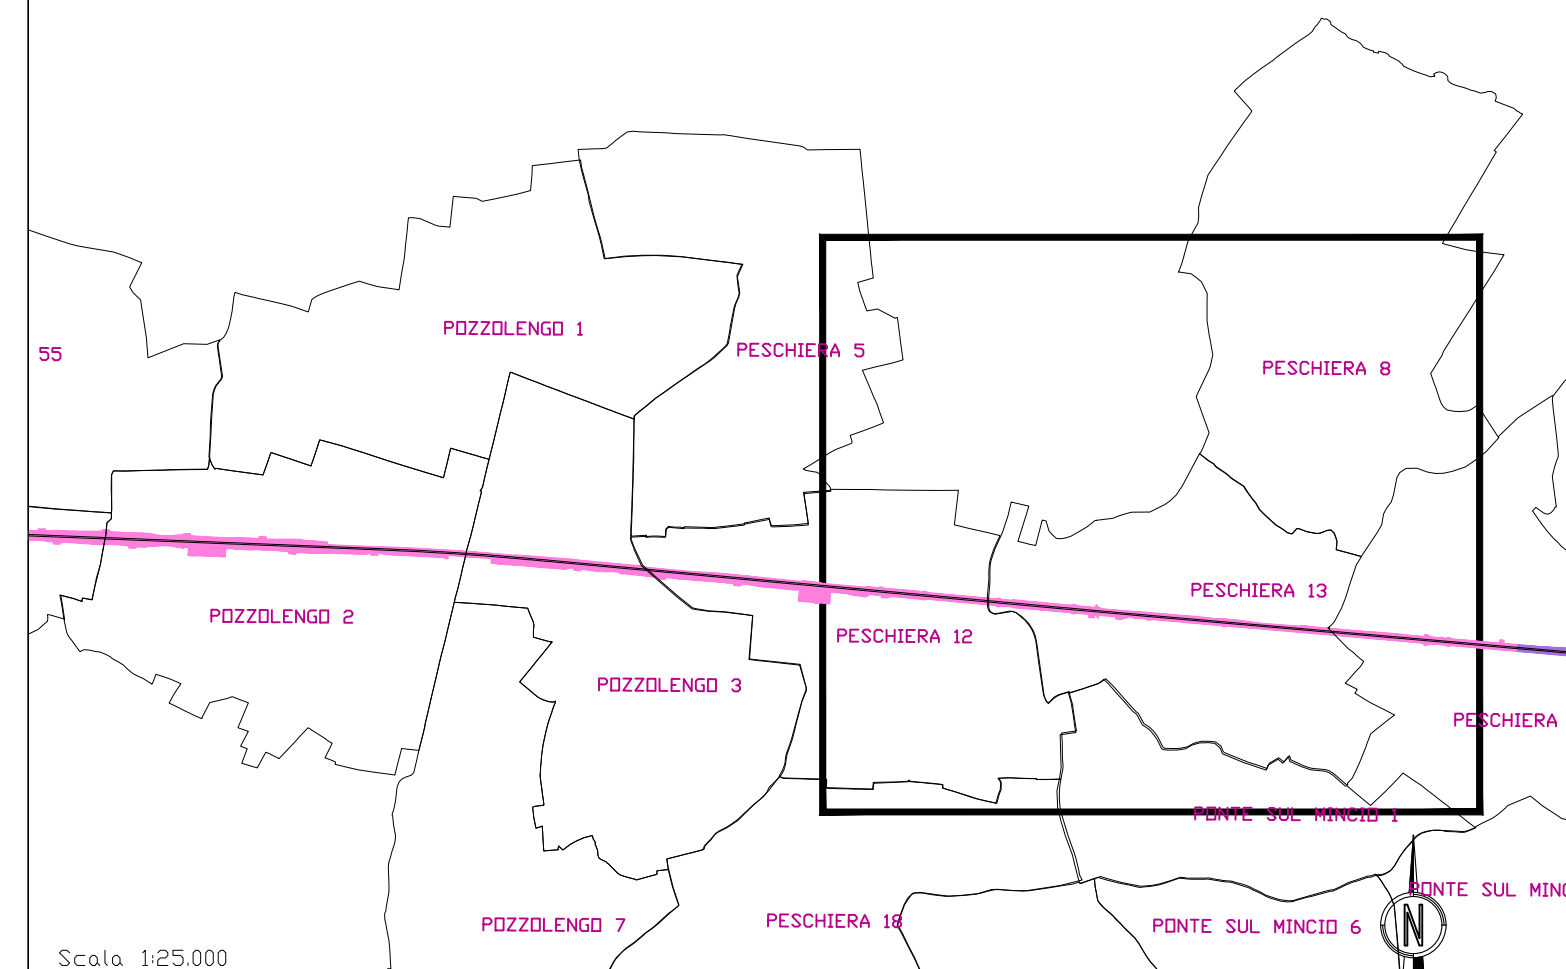 POZZOLENGO 1
55
PESCHIERA 5
PESCHIERA 8
PESCHIERA 13
POZZOLENGO 2
PESCHIERA 12
POZZOLENGO 3
PESCHIERA
PONTE SUL MINCIO 1
PONTE SUL MINC
POZZOLENGO 7
PESCHIERA 18
PONTE SUL MINCIO 6
N
Scala 1:25.000